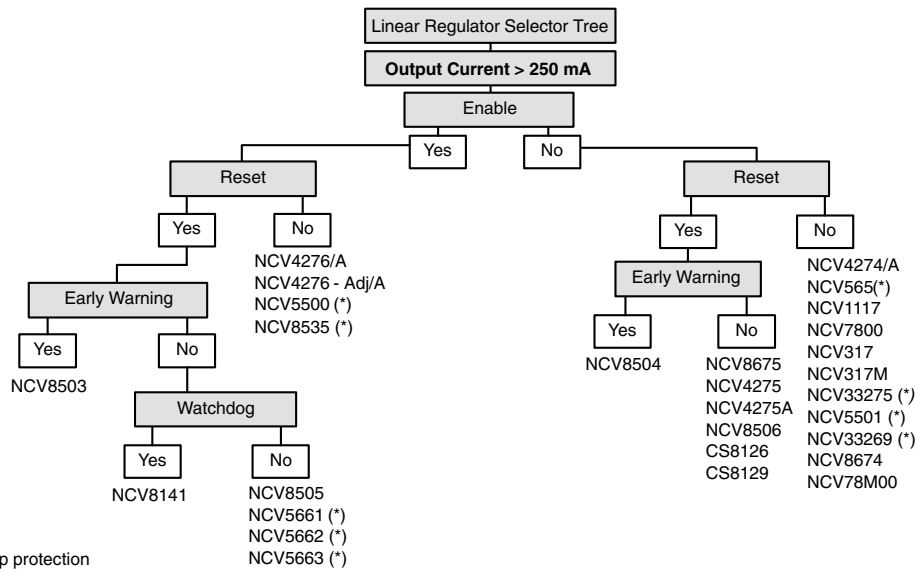 Linear Regulator Selector Tree
Output Current > 250 mA
Enable
Yes
No
Reset
Yes
No
NCV4276/A
NCV4276 - Adj/A
NCV5500 (*)
NCV8535 (*)
Early Warning
Yes
No
NCV8503
Watchdog
Yes
No
NCV8141
NCV8505
NCV5661 (*)
NCV5662 (*)
NCV5663 (*)
Reset
Yes
No
Early Warning
Yes
No
NCV8504
NCV8675
NCV4275
NCV4275A
NCV8506
CS8126
CS8129
NCV4274/A
NCV565(*)
NCV1117
NCV7800
NCV317
NCV317M
NCV33275 (*)
NCV5501 (*)
NCV33269 (*)
NCV8674
NCV78M00
p protection